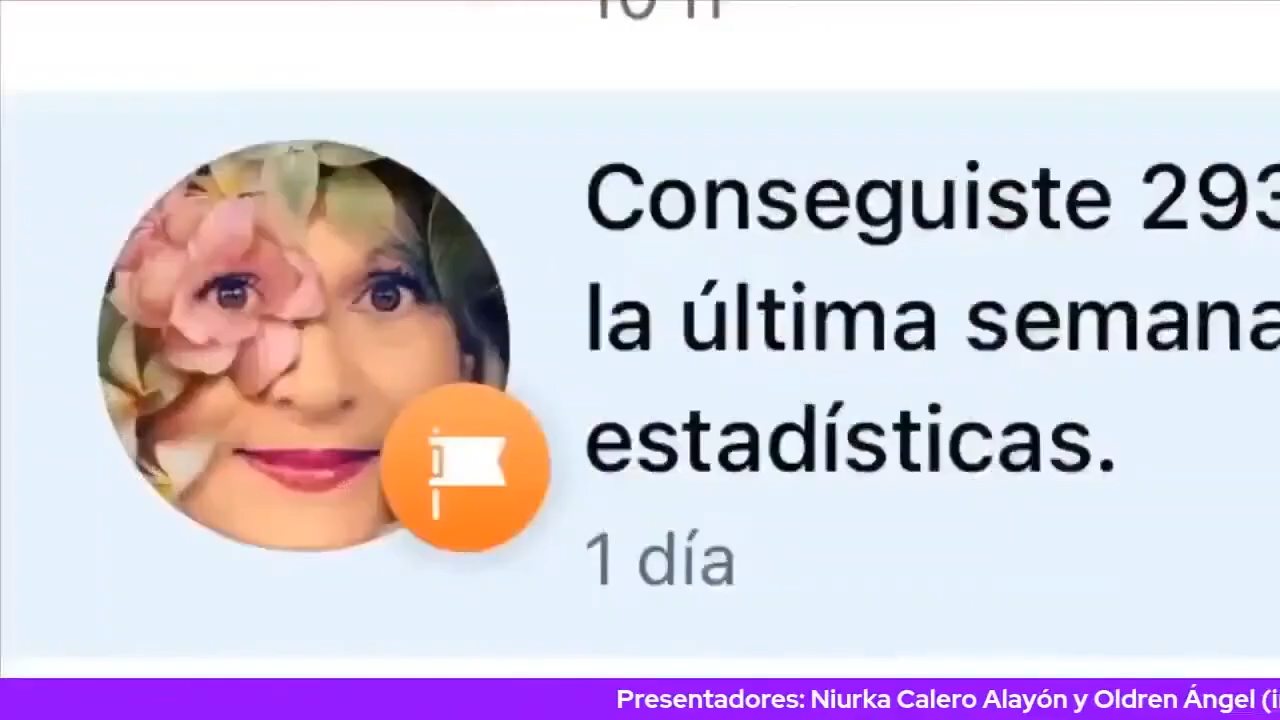 Conseguiste 293
la última semana
estadísticas.
1 día
Presentadores: Niurka Calero Alayón y Oldren Ángel (i